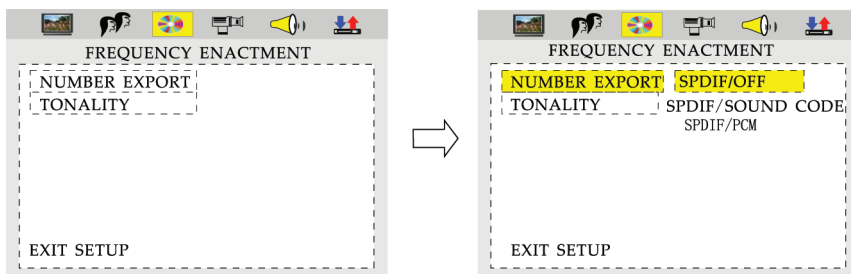 FREQUENCY ENACTMENT
NUMBER EXPORT
TONALITY
EXIT SETUP
FREQUENCY ENACTMENT
NUMBER EXPORT SPDIF/OFF
TONALITY SPDIF/SOUND CODE
SPDIF/PCM
EXIT SETUP